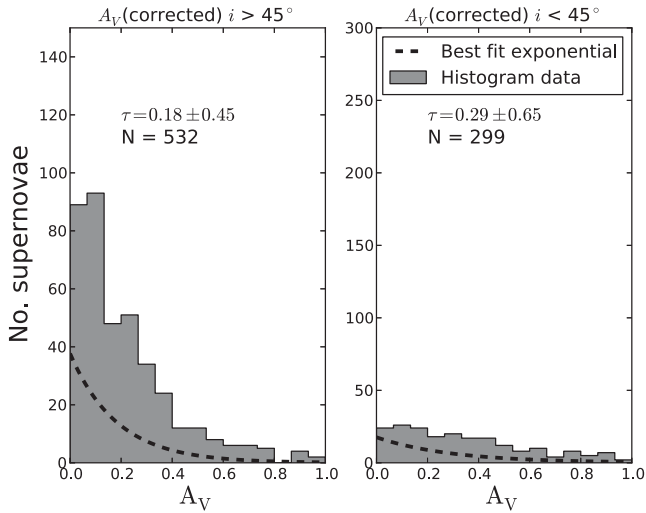 A_V(corrected) i > 45°
τ=0.18 ±0.45
N = 532
No. supernovae
0
20
40
60
80
100
120
140
0.0 0.2 0.4 0.6 0.8 1.0
A_V
A_V(corrected) i < 45°
Best fit exponential
Histogram data
τ=0.29 ±0.65
N = 299
0
50
100
150
200
250
300
0.0 0.2 0.4 0.6 0.8 1.0
A_V